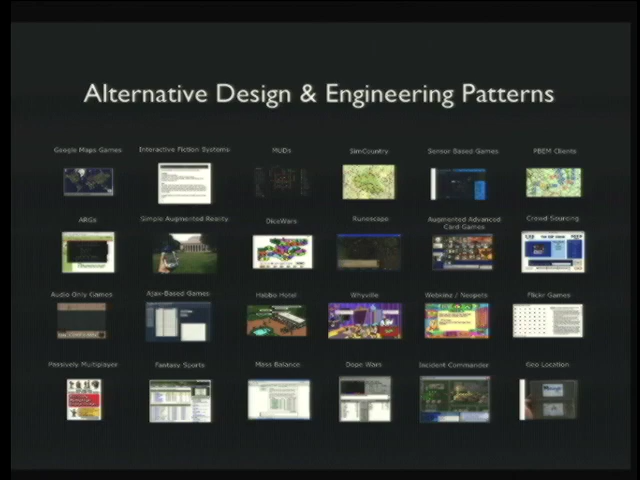 Alternative Design & Engineering Patterns
Google Maps Games
Interactive Fiction Systems
MUDs
SimCountry
Sensor Based Games
PBEM Clients
ARGs
Simple Augmented Reality
DiceWars
Runescape
Augmented Advanced
Card Games
Crowd Sourcing
Audio Only Games
Ajax-Based Games
Habbo Hotel
Whyville
Webkinz / Neopets
Flickr Games
Passively Multiplayer
Fantasy Sports
Mass Balance
Dope Wars
Incident Commander
Geo Location